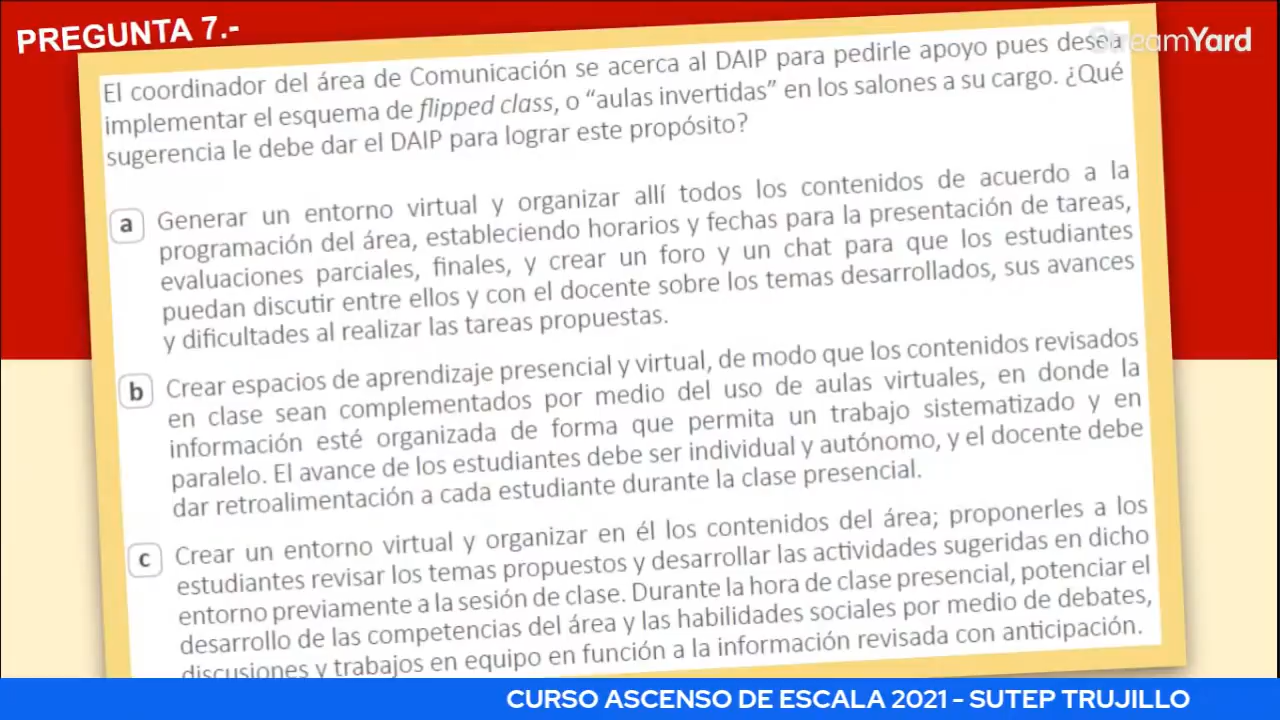 PREGUNTA 7.-
StreamYard
El coordinador del área de Comunicación se acerca al DAIP para pedirle apoyo pues desea
implementar el esquema de flipped class, o “aulas invertidas” en los salones a su cargo. ¿Qué
sugerencia le debe dar el DAIP para lograr este propósito?
a Generar un entorno virtual y organizar allí todos los contenidos de acuerdo a la
programación del área, estableciendo horarios y fechas para la presentación de tareas,
evaluaciones parciales, finales, y crear un foro y un chat para que los estudiantes
puedan discutir entre ellos y con el docente sobre los temas desarrollados, sus avances
y dificultades al realizar las tareas propuestas.
b Crear espacios de aprendizaje presencial y virtual, de modo que los contenidos revisados
en clase sean complementados por medio del uso de aulas virtuales, en donde la
información esté organizada de forma que permita un trabajo sistematizado y en
paralelo. El avance de los estudiantes debe ser individual y autónomo, y el docente debe
dar retroalimentación a cada estudiante durante la clase presencial.
c Crear un entorno virtual y organizar en él los contenidos del área; proponerles a los
estudiantes revisar los temas propuestos y desarrollar las actividades sugeridas en dicho
entorno previamente a la sesión de clase. Durante la hora de clase presencial, potenciar el
desarrollo de las competencias del área y las habilidades sociales por medio de debates,
discusiones y trabajos en equipo en función a la información revisada con anticipación.
CURSO ASCENSO DE ESCALA 2021 - SUTEP TRUJILLO